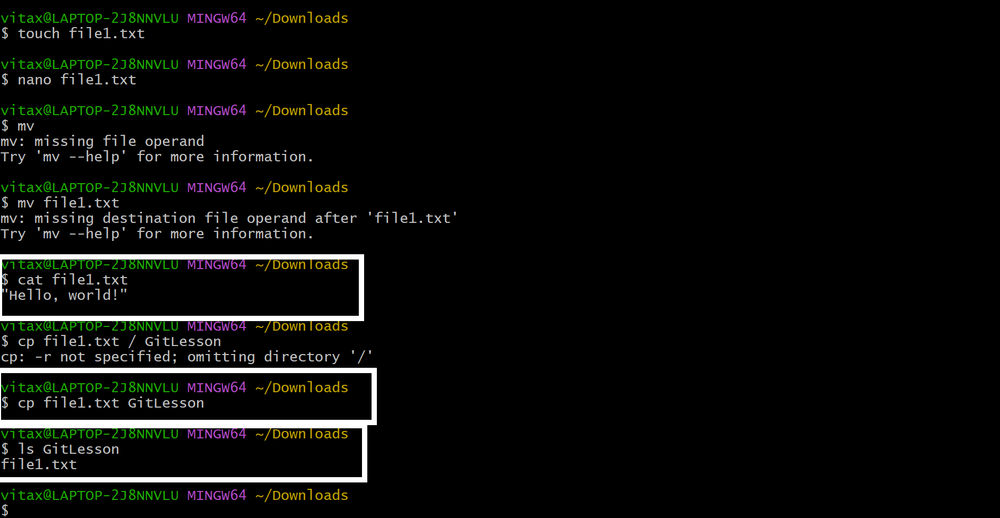 vitax@LAPTOP-2J8NNVLU MINGW64 ~/Downloads
$ touch file1.txt
vitax@LAPTOP-2J8NNVLU MINGW64 ~/Downloads
$ nano file1.txt
vitax@LAPTOP-2J8NNVLU MINGW64 ~/Downloads
$ mv
mv: missing file operand
Try 'mv --help' for more information.
vitax@LAPTOP-2J8NNVLU MINGW64 ~/Downloads
$ mv file1.txt
mv: missing destination file operand after 'file1.txt'
Try 'mv --help' for more information.
vitax@LAPTOP-2J8NNVLU MINGW64 ~/Downloads
$ cat file1.txt
"Hello, world!"
vitax@LAPTOP-2J8NNVLU MINGW64 ~/Downloads
$ cp file1.txt / GitLesson
cp: -r not specified; omitting directory '/'
vitax@LAPTOP-2J8NNVLU MINGW64 ~/Downloads
$ cp file1.txt GitLesson
vitax@LAPTOP-2J8NNVLU MINGW64 ~/Downloads
$ ls GitLesson
file1.txt
vitax@LAPTOP-2J8NNVLU MINGW64 ~/Downloads
$